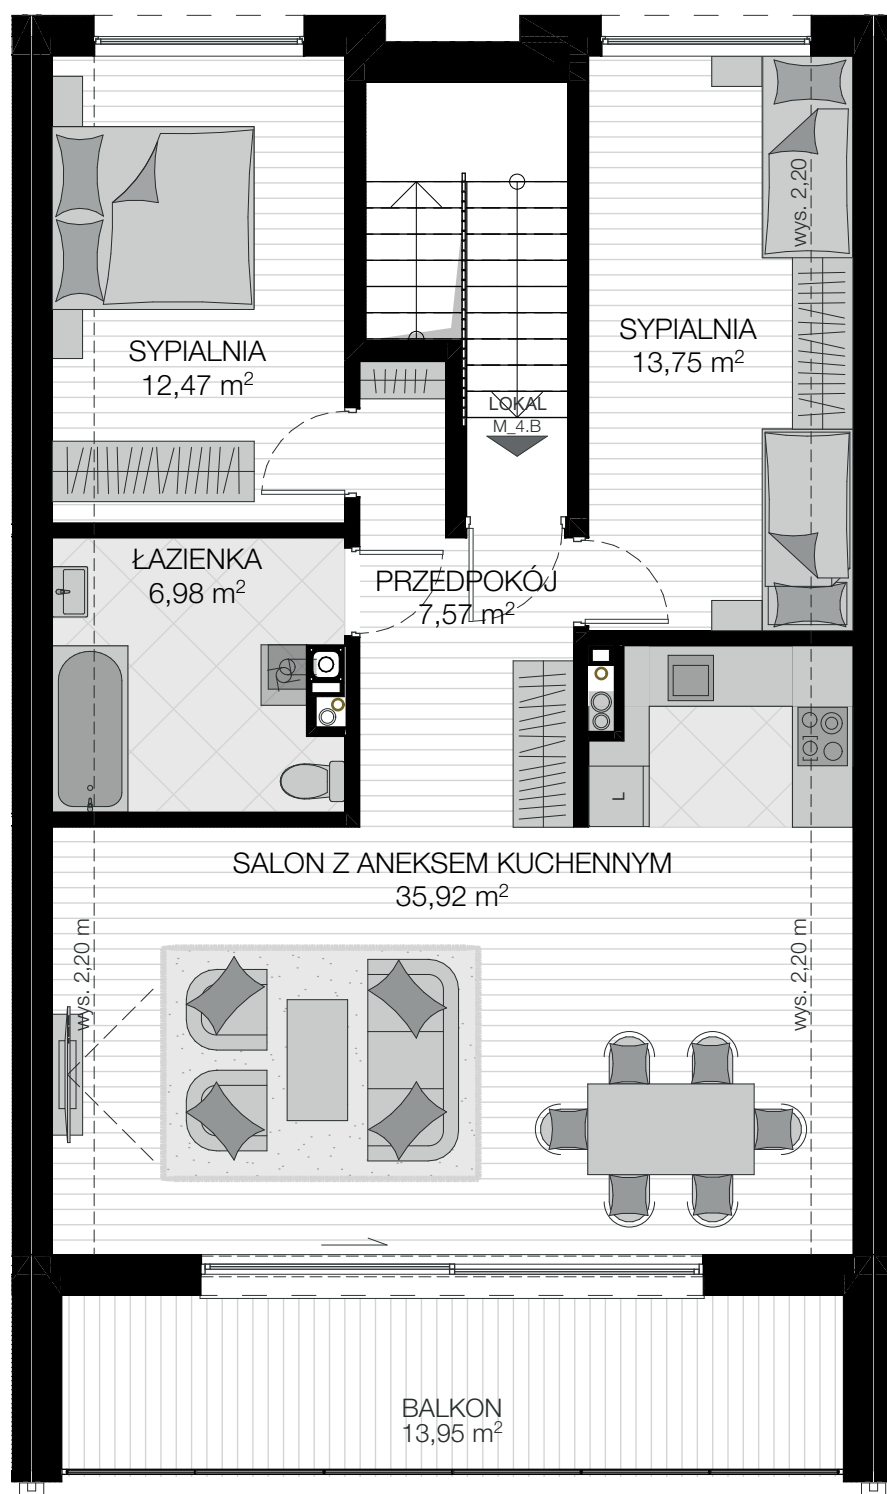 wys. 2,20
SYPIALNIA
12,47 m²
SYPIALNIA
13,75 m²
LOKAL
M_4.B
ŁAZIENKA
6,98 m²
PRZEDPOKÓJ
7,57 m²
L
SALON Z ANEKSEM KUCHENNYM
35,92 m²
wys. 2,20 m
wys. 2,20 m
BALKON
13,95 m²